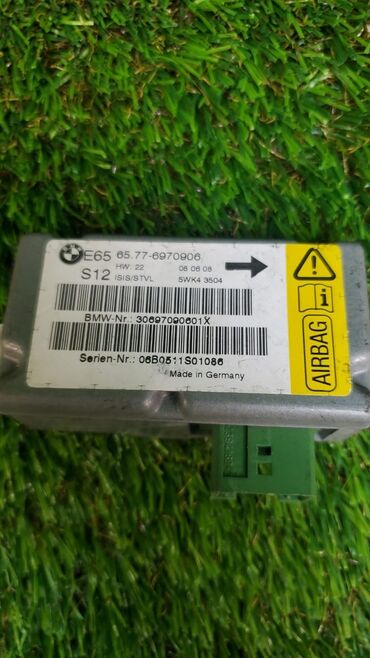 E65 65.77-6970906
HW: 22 08 06 08
S12 ISIS/STVL 5WK4 3504
BMW-Nr.: 30697090601X
Serien-Nr.: 06B0511S01086
Made in Germany
AIRBAG